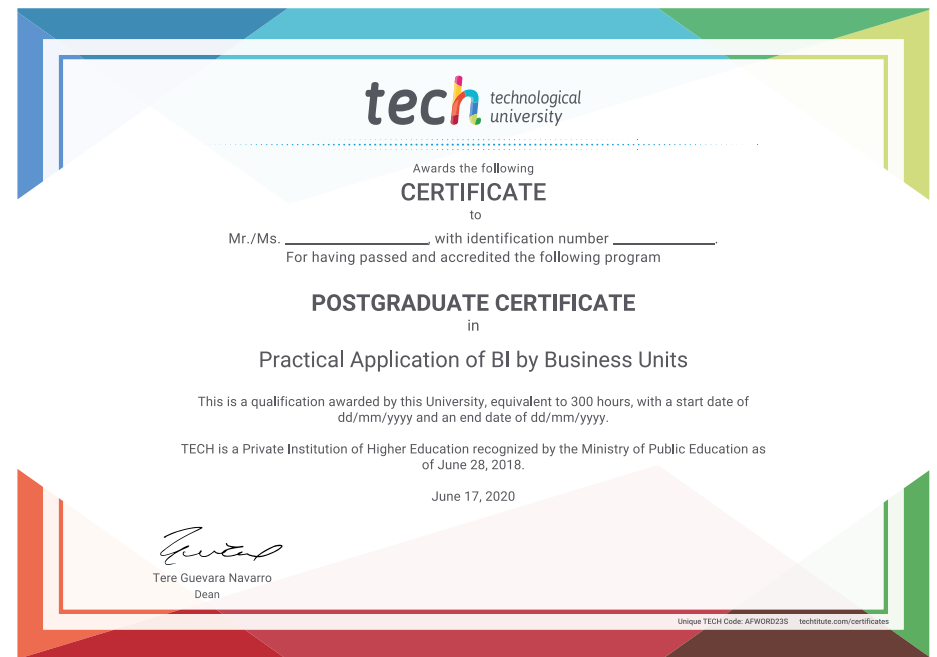 tech technological
university
Awards the following
CERTIFICATE
to
Mr./Ms. ____________________, with identification number ______________.
For having passed and accredited the following program
POSTGRADUATE CERTIFICATE
in
Practical Application of BI by Business Units
This is a qualification awarded by this University, equivalent to 300 hours, with a start date of
dd/mm/yyyy and an end date of dd/mm/yyyy.
TECH is a Private Institution of Higher Education recognized by the Ministry of Public Education as
of June 28, 2018.
June 17, 2020
Tere Guevara Navarro
Dean
Unique TECH Code: AFWORD23S techtitute.com/certificates